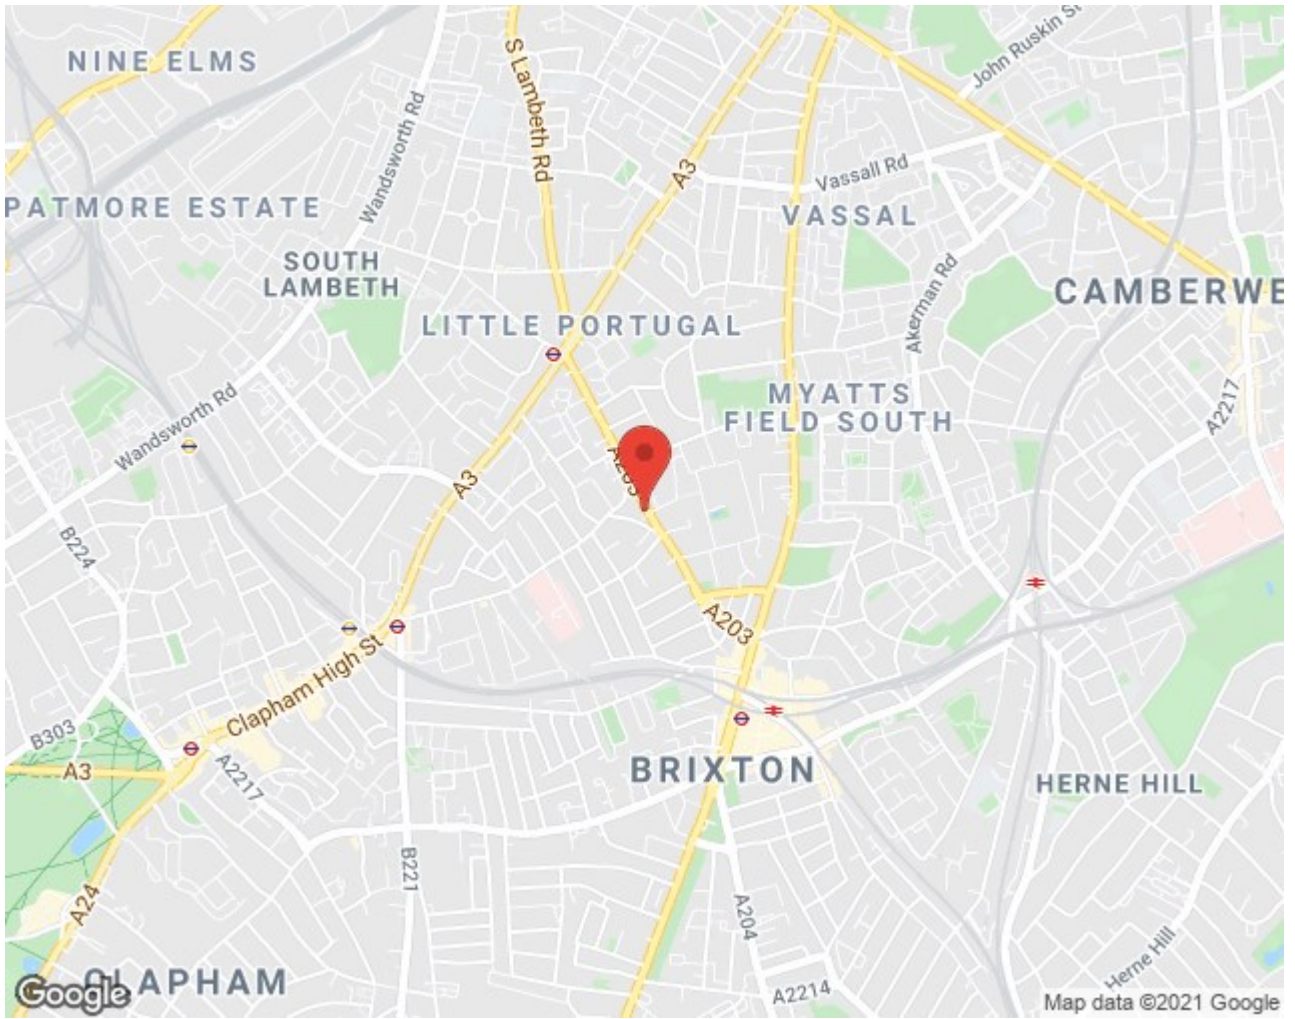 John Ruskin St
NINE ELMS
S Lambeth Rd
Wandsworth Rd
A3
Vassall Rd
PATMORE ESTATE
VASSAL
SOUTH
LAMBETH
Akerman Rd
CAMBERWE
LITTLE PORTUGAL
MYATTS
FIELD SOUTH
Wandsworth Rd
A2217
A203
A3
B224
A203
Clapham High St
B303
A3
A2217
BRIXTON
HERNE HILL
B221
A24
A204
Herne Hill
CLAPHAM
A2214
Google
Map data ©2021 Google